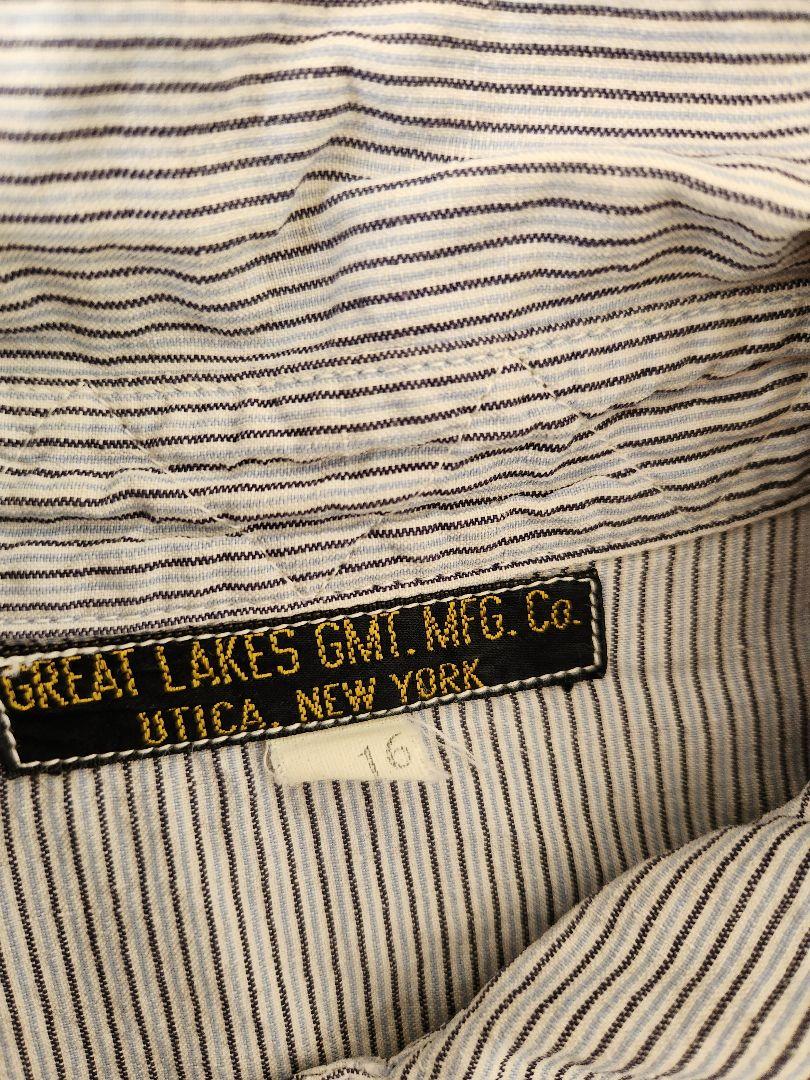 GREAT LAKES GMT. MFG. Co.
UTICA, NEW YORK
16